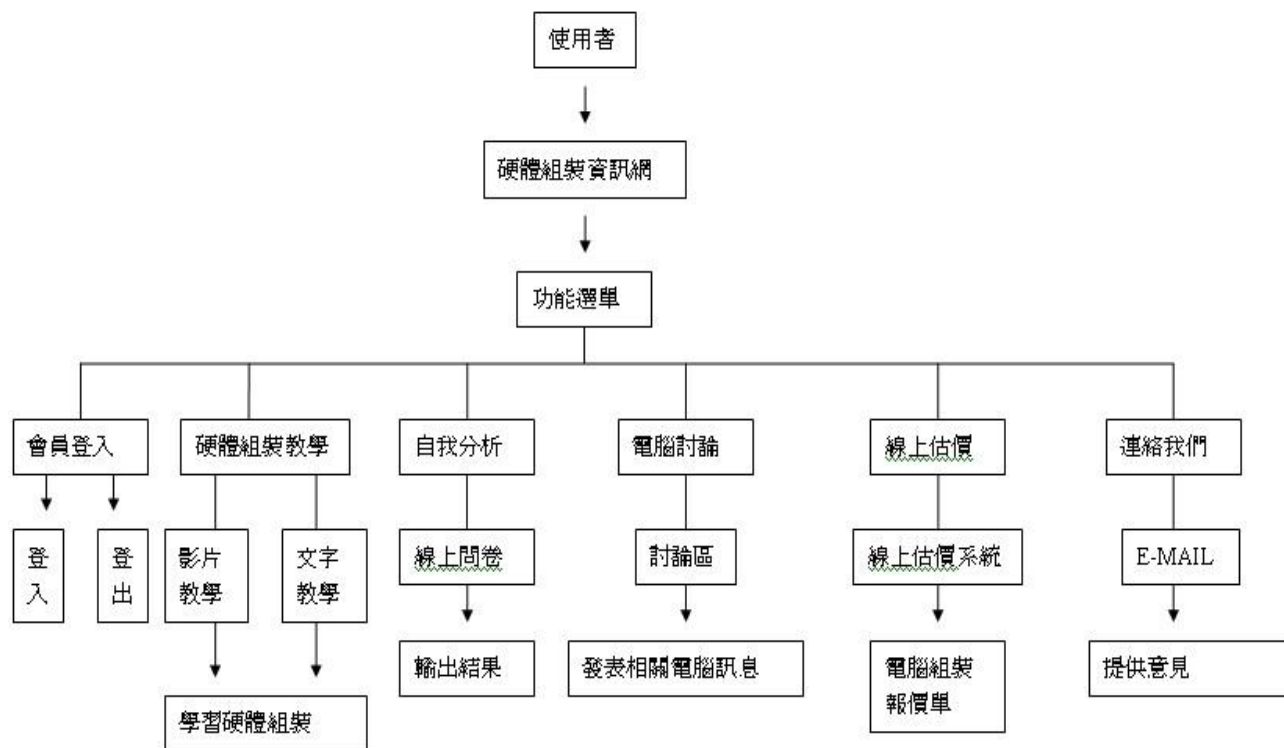 使用者
硬體組裝資訊網
功能選單
會員登入
硬體組裝教學
自我分析
電腦討論
線上估價
連絡我們
登
入
登
出
影片
教學
文字
教學
線上問卷
討論區
線上估價系統
E-MAIL
學習硬體組裝
輸出結果
發表相關電腦訊息
電腦組裝
報價單
提供意見